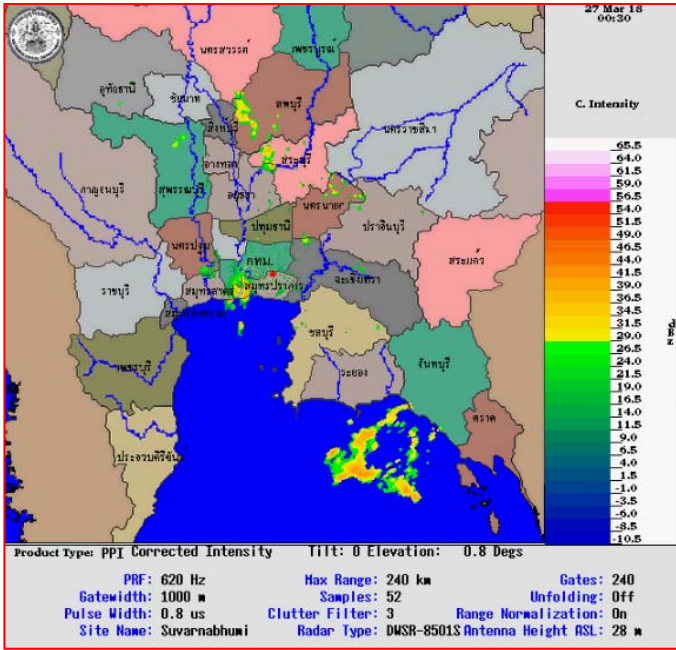 27 Mar 18
00:30
C. Intensity
นครสวรรค์
เพชรบูรณ์
อุทัยธานี
ชัยนาท
ลพบุรี
สิงห์บุรี
นครราชสีมา
อ่างทอง
สระบุรี
กาญจนบุรี
สุพรรณบุรี
อยุธยา
นครนายก
ปราจีนบุรี
ปทุมธานี
นครปฐม
กทม.
สระแก้ว
ฉะเชิงเทรา
ราชบุรี
สมุทรสาคร
สมุทรปราการ
ชลบุรี
เพชรบุรี
ระยอง
จันทบุรี
ตราด
ประจวบคีรีขันธ์
65.5
64.0
61.5
59.0
56.5
54.0
51.5
49.0
46.5
44.0
41.5
39.0
36.5
34.0
31.5
29.0
26.5
24.0
21.5
19.0
16.5
14.0
11.5
9.0
6.5
4.0
1.5
-1.0
-3.5
-6.0
-8.5
-10.5
Product Type: PPI Corrected Intensity Tilt: 0 Elevation: 0.8 Degs
PRF: 620 Hz Max Range: 240 km Gates: 240
Gatewidth: 1000 m Samples: 52 Unfolding: Off
Pulse Width: 0.8 us Clutter Filter: 3 Range Normalization: On
Site Name: Suvarnabhumi Radar Type: DWSR-8501S Antenna Height ASL: 28 m